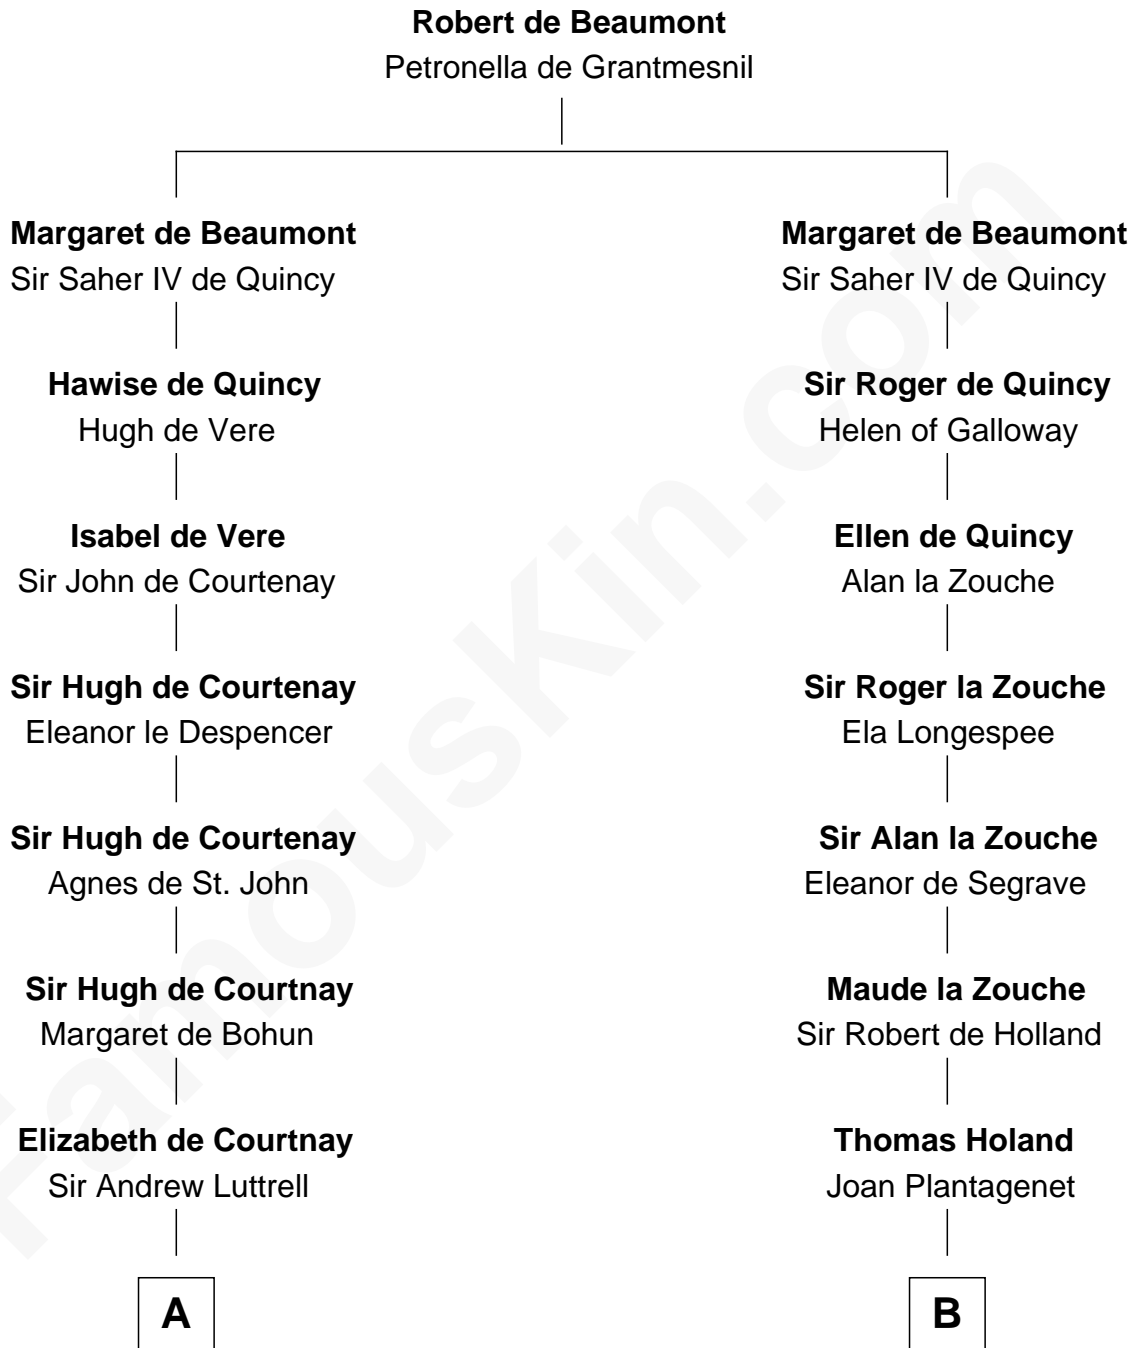 Robert de Beaumont
Petronella de Grantmesnil
Margaret de Beaumont
Sir Saher IV de Quincy
Margaret de Beaumont
Sir Saher IV de Quincy
Hawise de Quincy
Hugh de Vere
Sir Roger de Quincy
Helen of Galloway
Isabel de Vere
Sir John de Courtenay
Ellen de Quincy
Alan la Zouche
Sir Hugh de Courtenay
Eleanor le Despencer
Sir Roger la Zouche
Ela Longespee
Sir Hugh de Courtenay
Agnes de St. John
Sir Alan la Zouche
Eleanor de Segrave
Sir Hugh de Courtnay
Margaret de Bohun
Maude la Zouche
Sir Robert de Holland
Elizabeth de Courtnay
Sir Andrew Luttrell
Thomas Holand
Joan Plantagenet
A
B
FamousKin.com